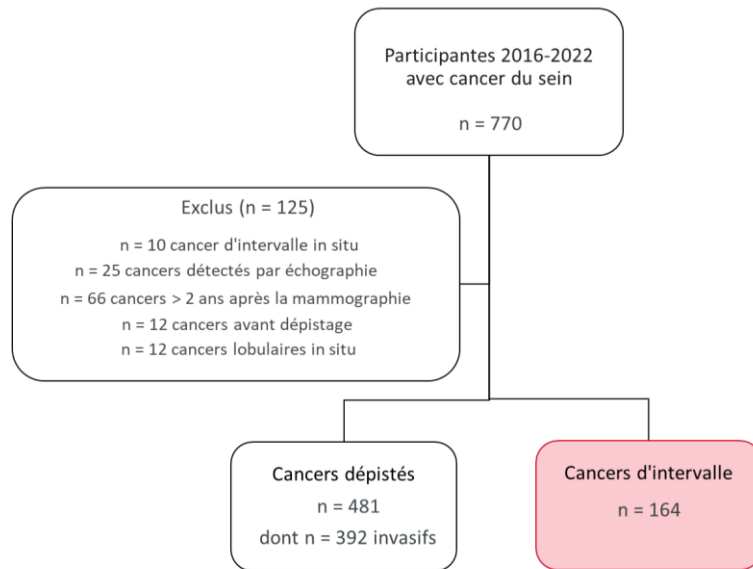 Participantes 2016-2022
avec cancer du sein
n = 770
Exclus (n = 125)
n = 10 cancer d'intervalle in situ
n = 25 cancers détectés par échographie
n = 66 cancers > 2 ans après la mammographie
n = 12 cancers avant dépistage
n = 12 cancers lobulaires in situ
Cancers dépistés
n = 481
dont n = 392 invasifs
Cancers d'intervalle
n = 164